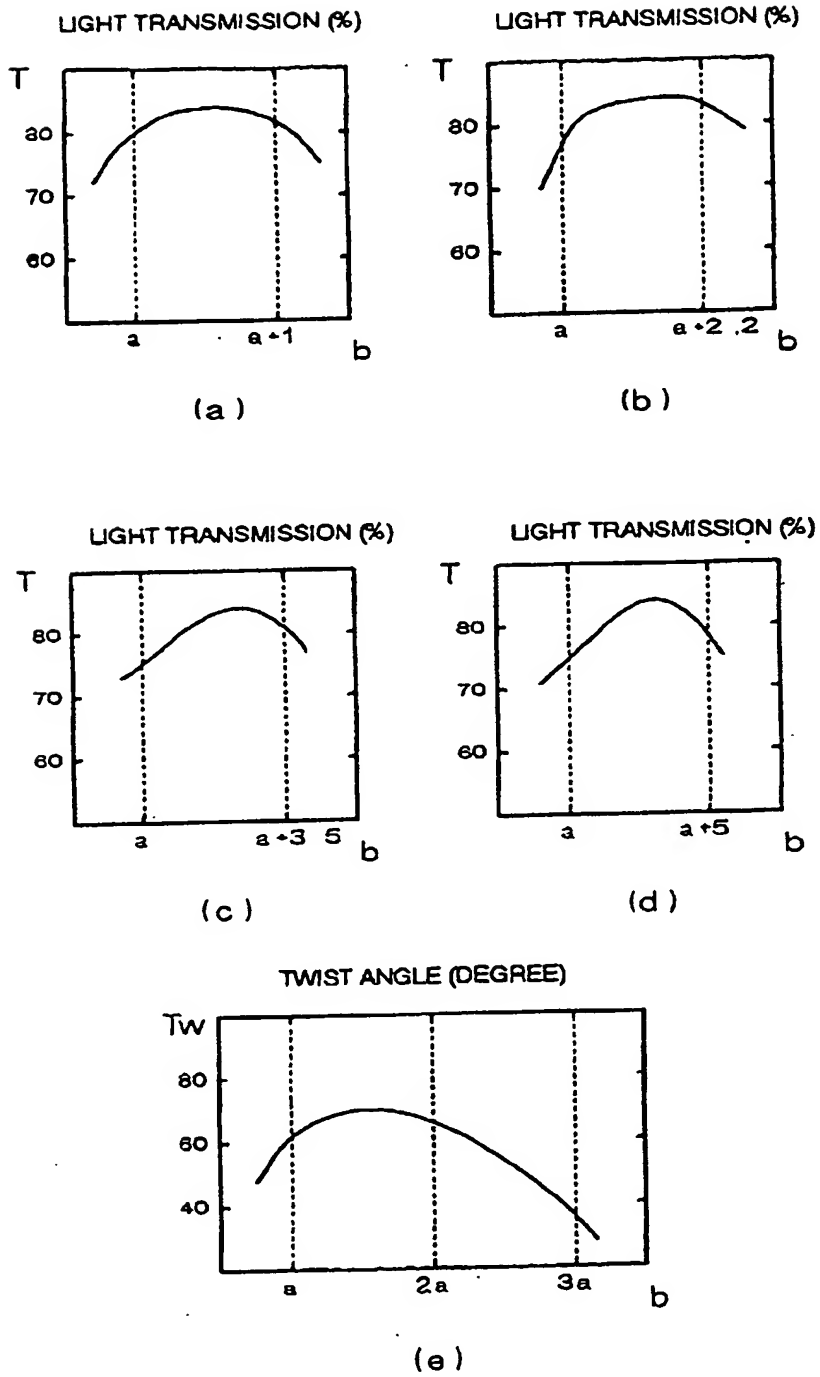 LIGHT TRANSMISSION (%)
LIGHT TRANSMISSION (%)
T
80
70
60
a
a+1
b
(a)
T
80
70
60
a
a+2.2
b
(b)
LIGHT TRANSMISSION (%)
LIGHT TRANSMISSION (%)
T
80
70
60
a
a+3 5
b
(c)
T
80
70
60
a
a+5
b
(d)
TWIST ANGLE (DEGREE)
Tw
80
60
40
a
2a
3a
b
(e)